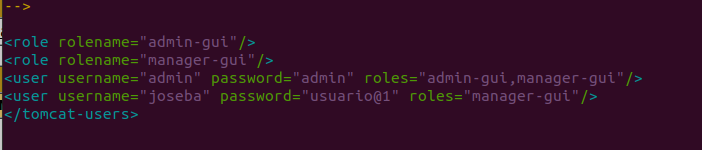 -->
<role rolename="admin-gui"/>
<role rolename="manager-gui"/>
<user username="admin" password="admin" roles="admin-gui,manager-gui"/>
<user username="joseba" password="usuario@1" roles="manager-gui"/>
</tomcat-users>